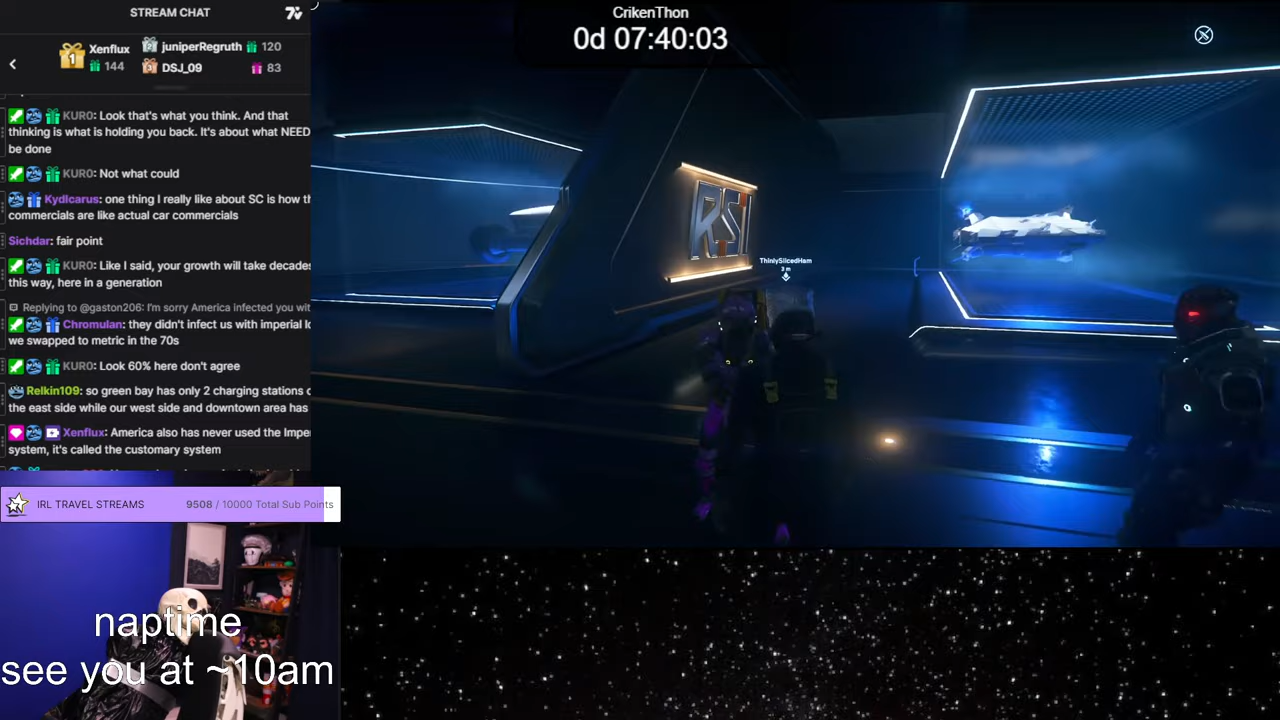 STREAM CHAT
CrikenThon
0d 07:40:03
Xenflux
144
juniperRegruth 120
DSJ_09 83
KUR0: Look that's what you think. And that
thinking is what is holding you back. It's about what NEED
be done
KUR0: Not what could
KydIcarus: one thing I really like about SC is how th
commercials are like actual car commercials
Sichdar: fair point
KUR0: Like I said, your growth will take decades
this way, here in a generation
Replying to @gaston206: I'm sorry America infected you wit
Chromulan: they didn't infect us with imperial lo
we swapped to metric in the 70s
KUR0: Look 60% here don't agree
Relkin109: so green bay has only 2 charging stations o
the east side while our west side and downtown area has
Xenflux: America also has never used the Impe
system, it's called the customary system
RSI
ThinlySlicedHam
3 m
IRL TRAVEL STREAMS 9508 / 10000 Total Sub Points
naptime
see you at ~10am